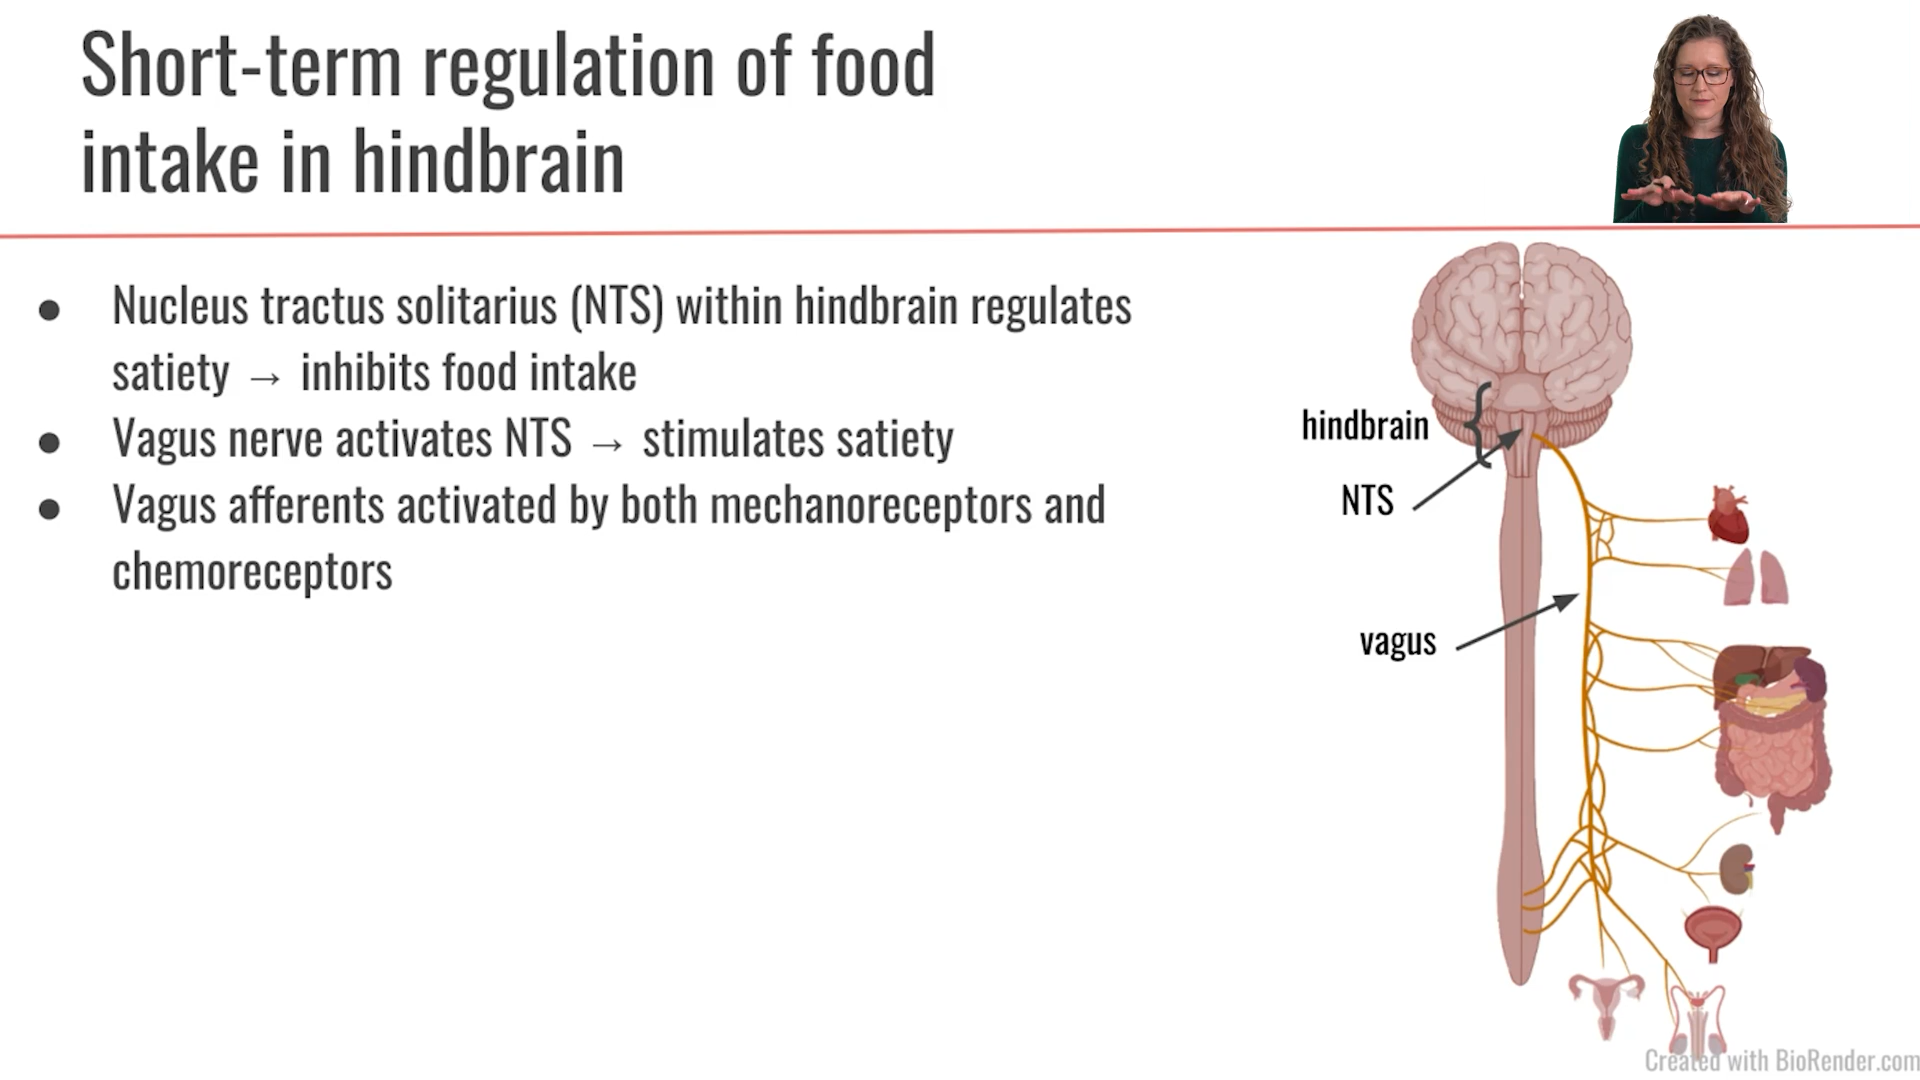 Short-term regulation of food
intake in hindbrain
● Nucleus tractus solitarius (NTS) within hindbrain regulates
satiety → inhibits food intake
● Vagus nerve activates NTS → stimulates satiety
● Vagus afferents activated by both mechanoreceptors and
chemoreceptors
hindbrain
NTS
vagus
Created with BioRender.com